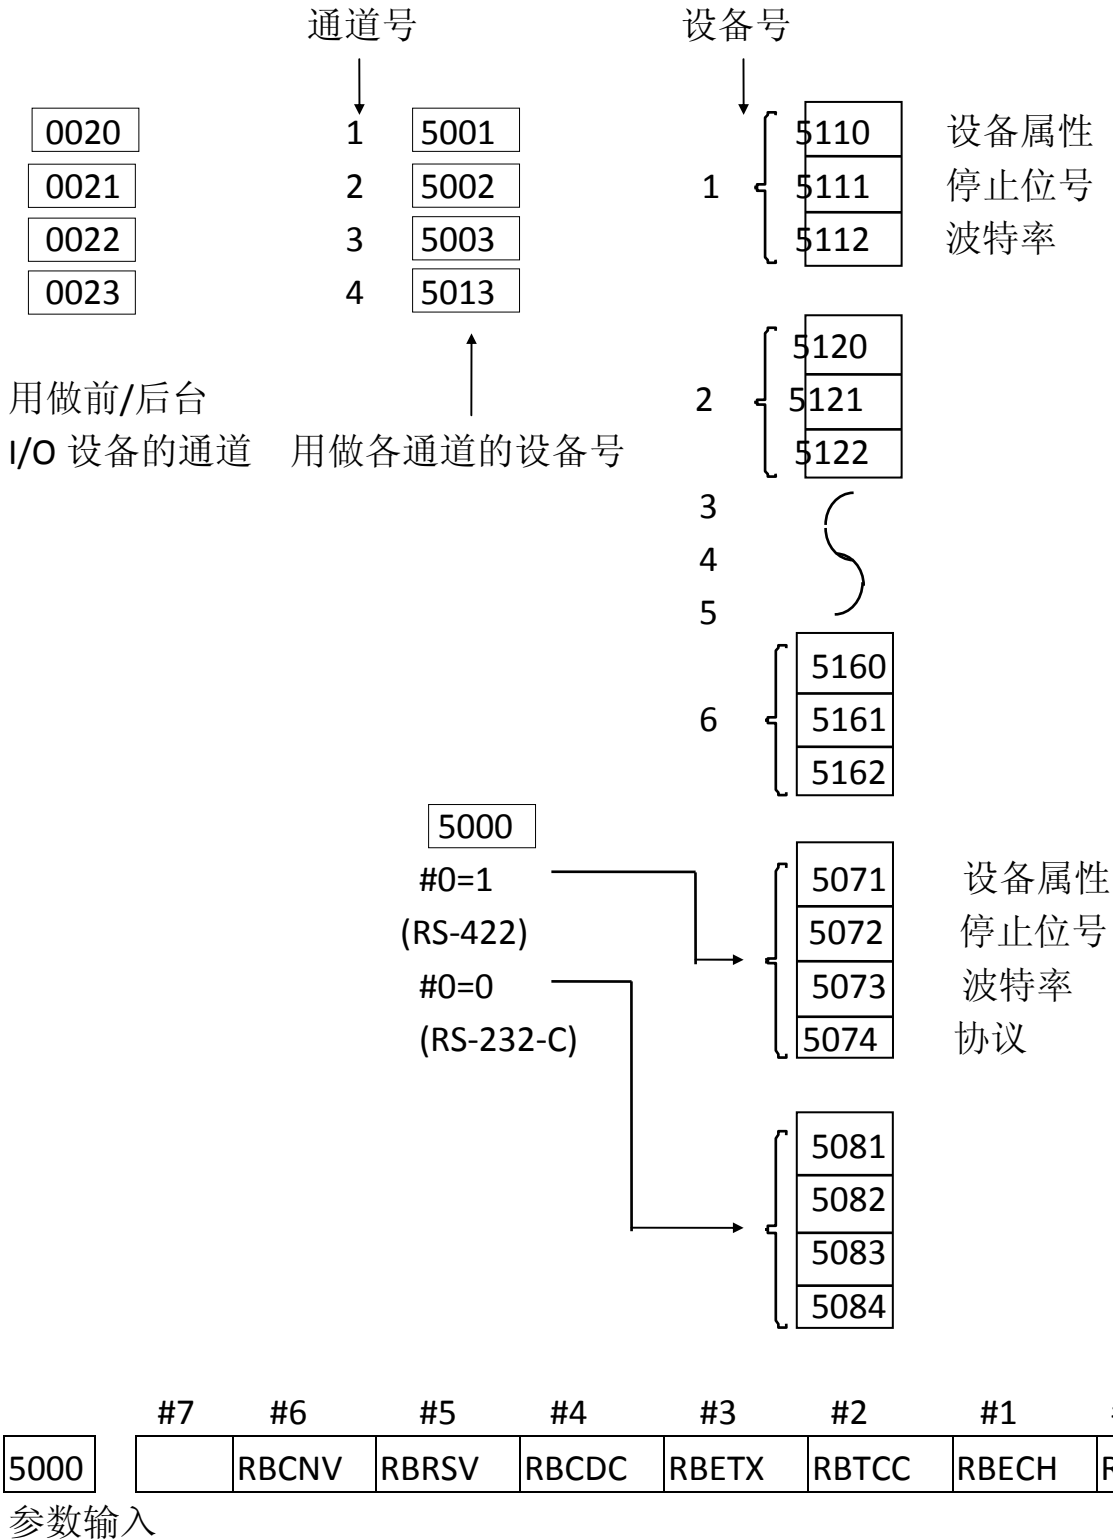 通道号 设备号
0020 1 5001 5110 设备属性
0021 2 5002 1 5111 停止位号
0022 3 5003 5112 波特率
0023 4 5013
5120
用做前/后台 2 5121
I/O 设备的通道 用做各通道的设备号 5122
3
4
5
5160
6 5161
5162
5000
#0=1 5071 设备属性
(RS-422) 5072 停止位号
#0=0 5073 波特率
(RS-232-C) 5074 协议
5081
5082
5083
5084
#7 #6 #5 #4 #3 #2 #1
5000 RBCNV RBRSV RBCDC RBETX RBTCC RBECH
参数输入